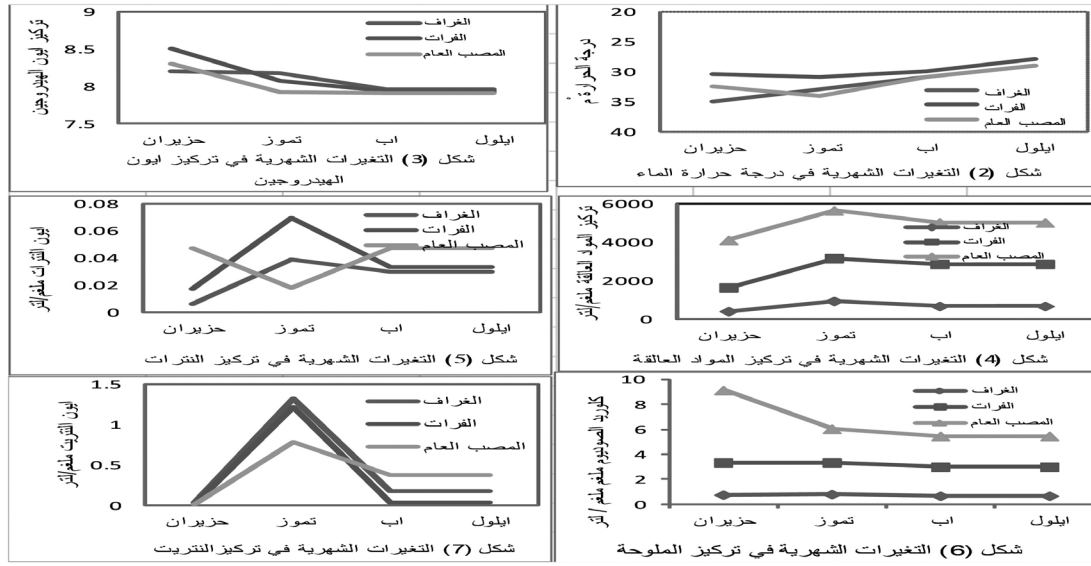 درجة الحرارة مْ
20
25
30
35
40
الغراف
الفرات
المصب العام
حزيران
تموز
اب
ايلول
شكل (2) التغيرات الشهرية في درجة حرارة الماء
تركيز ايون الهيدروجين
9
8.5
8
7.5
الغراف
الفرات
المصب العام
حزيران
تموز
اب
ايلول
شكل (3) التغيرات الشهرية في تركيز ايون
الهيدروجين
تركيز المواد العالقة ملغم/لتر
6000
4000
2000
0
الغراف
الفرات
المصب العام
حزيران
تموز
اب
ايلول
شكل (4) التغيرات الشهرية في تركيز المواد العالقة
ايون النترات ملغم/لتر
0.08
0.06
0.04
0.02
0
الغراف
الفرات
المصب العام
حزيران
تموز
اب
ايلول
شكل (5) التغيرات الشهرية في تركيز النترات
كلوريد الصوديوم ملغم ملغم / لتر
10
8
6
4
2
0
الغراف
الفرات
المصب العام
حزيران
تموز
اب
ايلول
شكل (6) التغيرات الشهرية في تركيز الملوحة
ايون النتريت ملغم/لتر
1.5
1
0.5
0
الغراف
الفرات
المصب العام
حزيران
تموز
اب
ايلول
شكل (7) التغيرات الشهرية في تركيزالنتريت